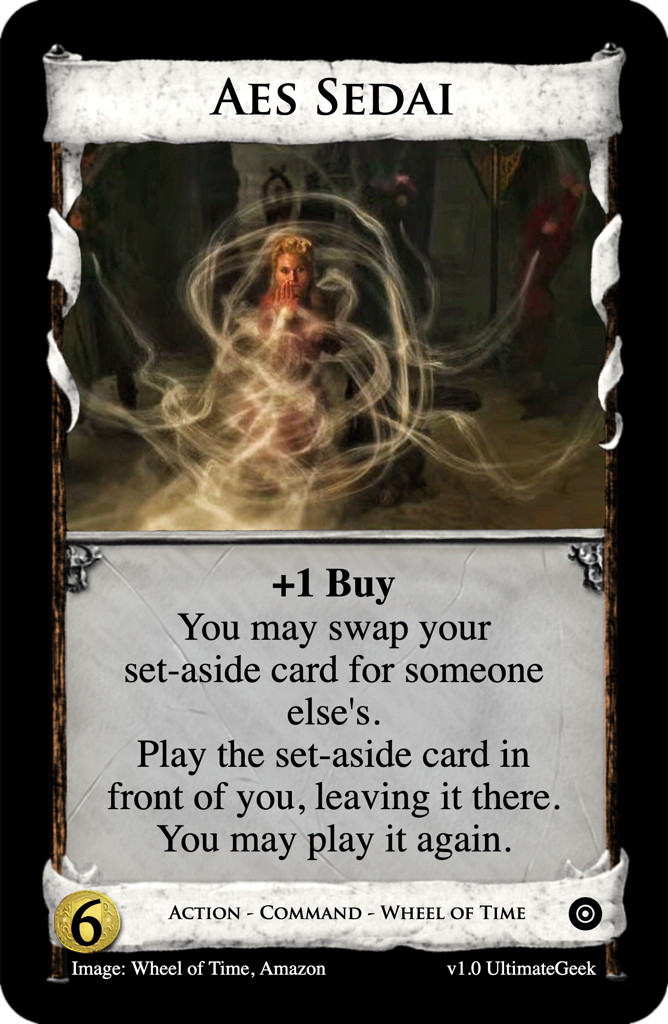 Aes Sedai
+1 Buy
You may swap your
set-aside card for someone
else's.
Play the set-aside card in
front of you, leaving it there.
You may play it again.
6
Action - Command - Wheel of Time
Image: Wheel of Time, Amazon
v1.0 UltimateGeek